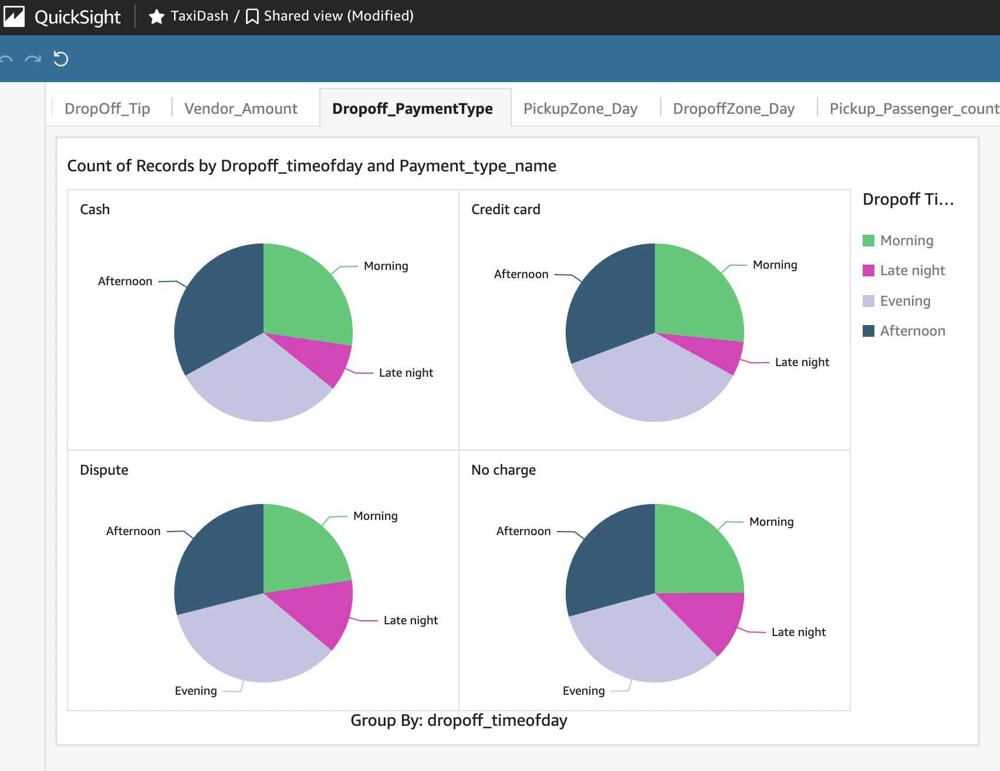 QuickSight TaxiDash / Shared view (Modified)
DropOff_Tip Vendor_Amount Dropoff_PaymentType PickupZone_Day DropoffZone_Day Pickup_Passenger_count
Count of Records by Dropoff_timeofday and Payment_type_name
Cash
Morning
Afternoon
Late night
Credit card
Morning
Afternoon
Late night
Dispute
Morning
Afternoon
Late night
Evening
No charge
Morning
Afternoon
Late night
Evening
Group By: dropoff_timeofday
Dropoff Ti...
Morning
Late night
Evening
Afternoon